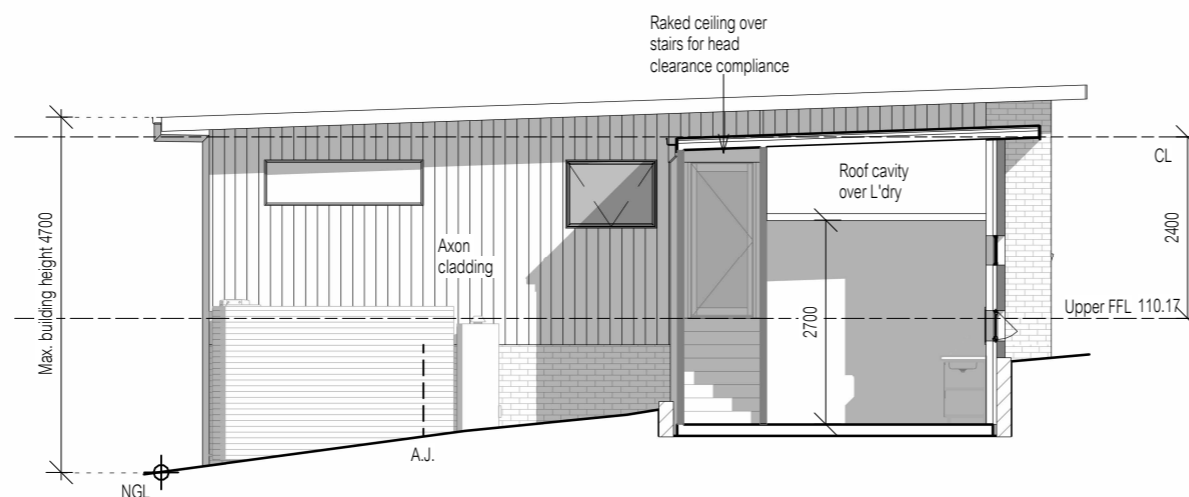 Raked ceiling over
stairs for head
clearance compliance
CL
Roof cavity
over L'dry
2400
Max. building height 4700
Axon
cladding
Upper FFL 110.17
2700
A.J.
NGL